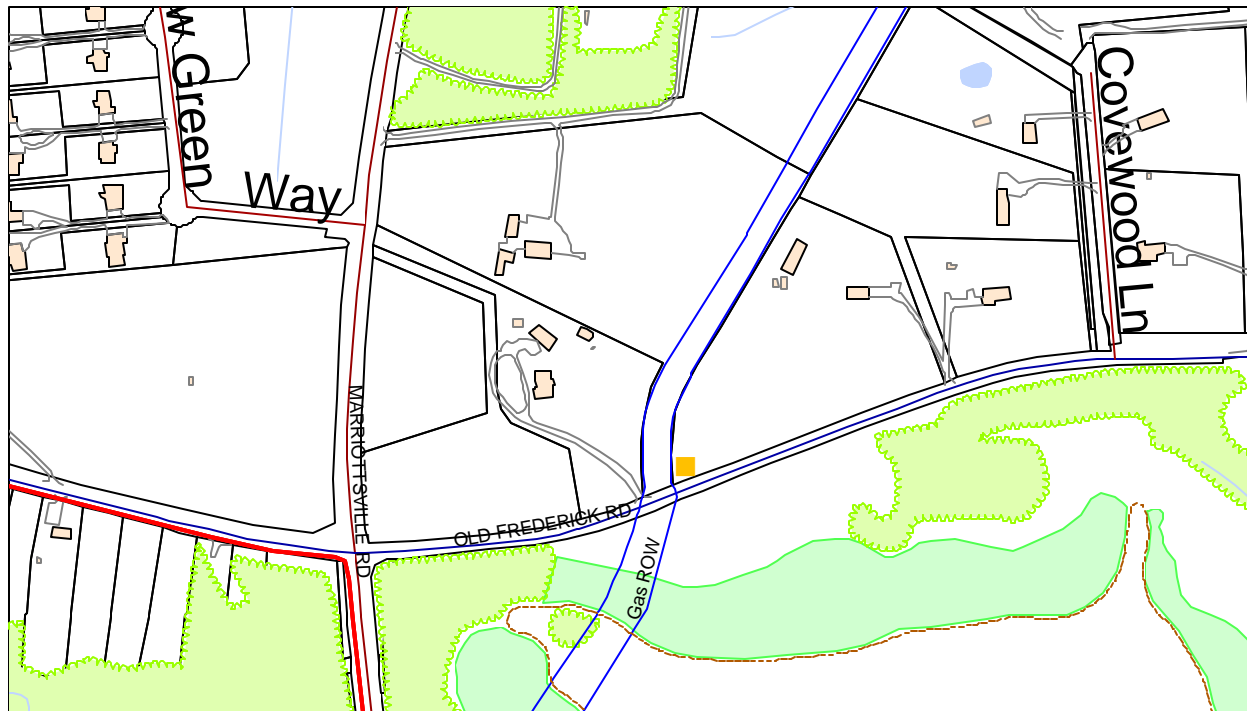 w Green
Way
Covewood Ln
MARRIOTTSVILLE RD
OLD FREDERICK RD
Gas ROW